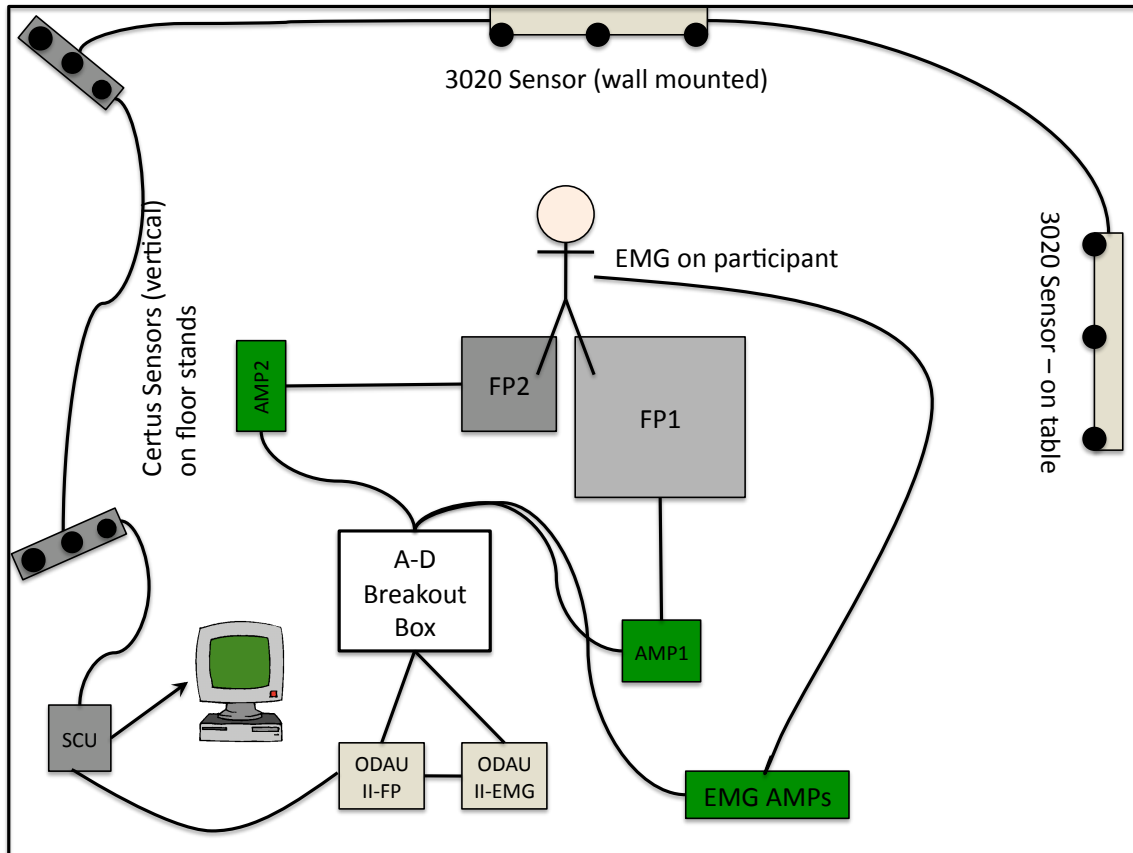 3020 Sensor (wall mounted)
Certus Sensors (vertical)
on floor stands
3020 Sensor – on table
EMG on participant
AMP2
FP2
FP1
A-D
Breakout
Box
AMP1
SCU
ODAU
II-FP
ODAU
II-EMG
EMG AMPs